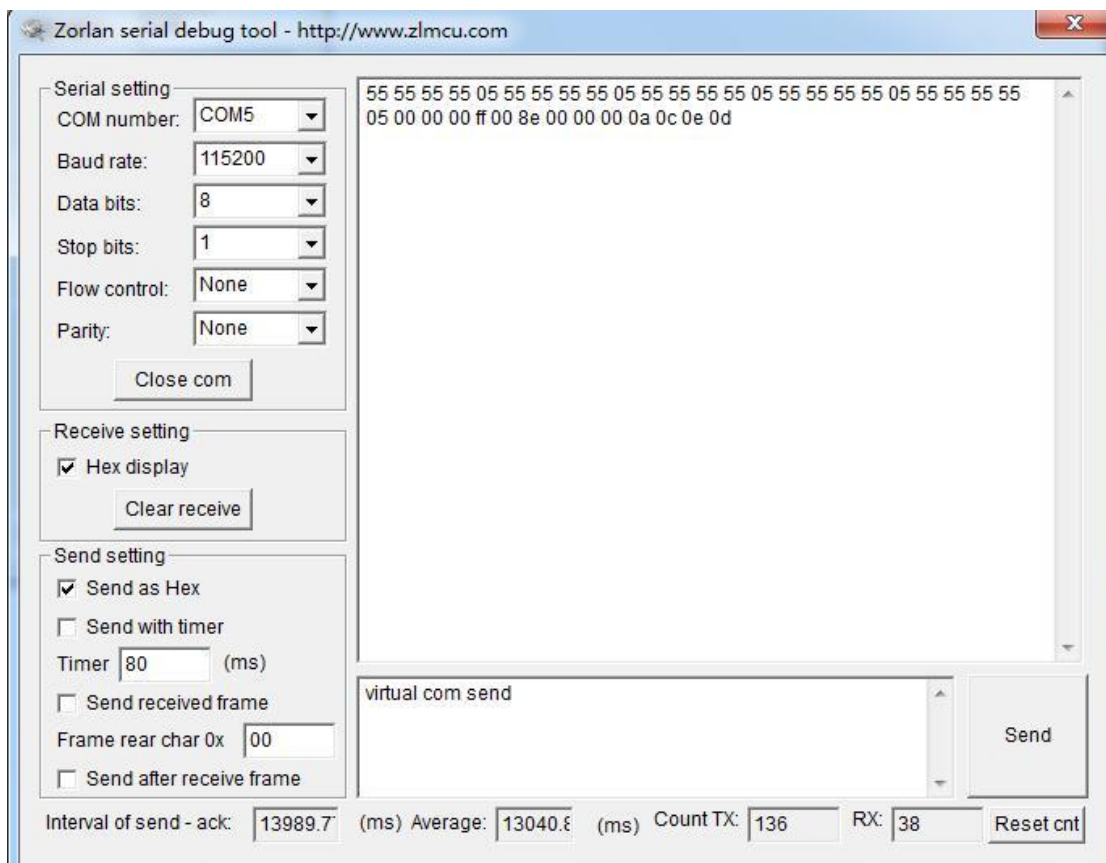 Zorlan serial debug tool - http://www.zlmcu.com
Serial setting
COM number: COM5
Baud rate: 115200
Data bits: 8
Stop bits: 1
Flow control: None
Parity: None
Close com
Receive setting
Hex display
Clear receive
Send setting
Send as Hex
Send with timer
Timer 80 (ms)
Send received frame
Frame rear char 0x 00
Send after receive frame
55 55 55 55 05 55 55 55 55 05 55 55 55 55 05 55 55 55 55 05 55 55 55 55
05 00 00 00 ff 00 8e 00 00 00 0a 0c 0e 0d
virtual com send
Send
Interval of send - ack: 13989.7 (ms) Average: 13040.8 (ms) Count TX: 136 RX: 38 Reset cnt